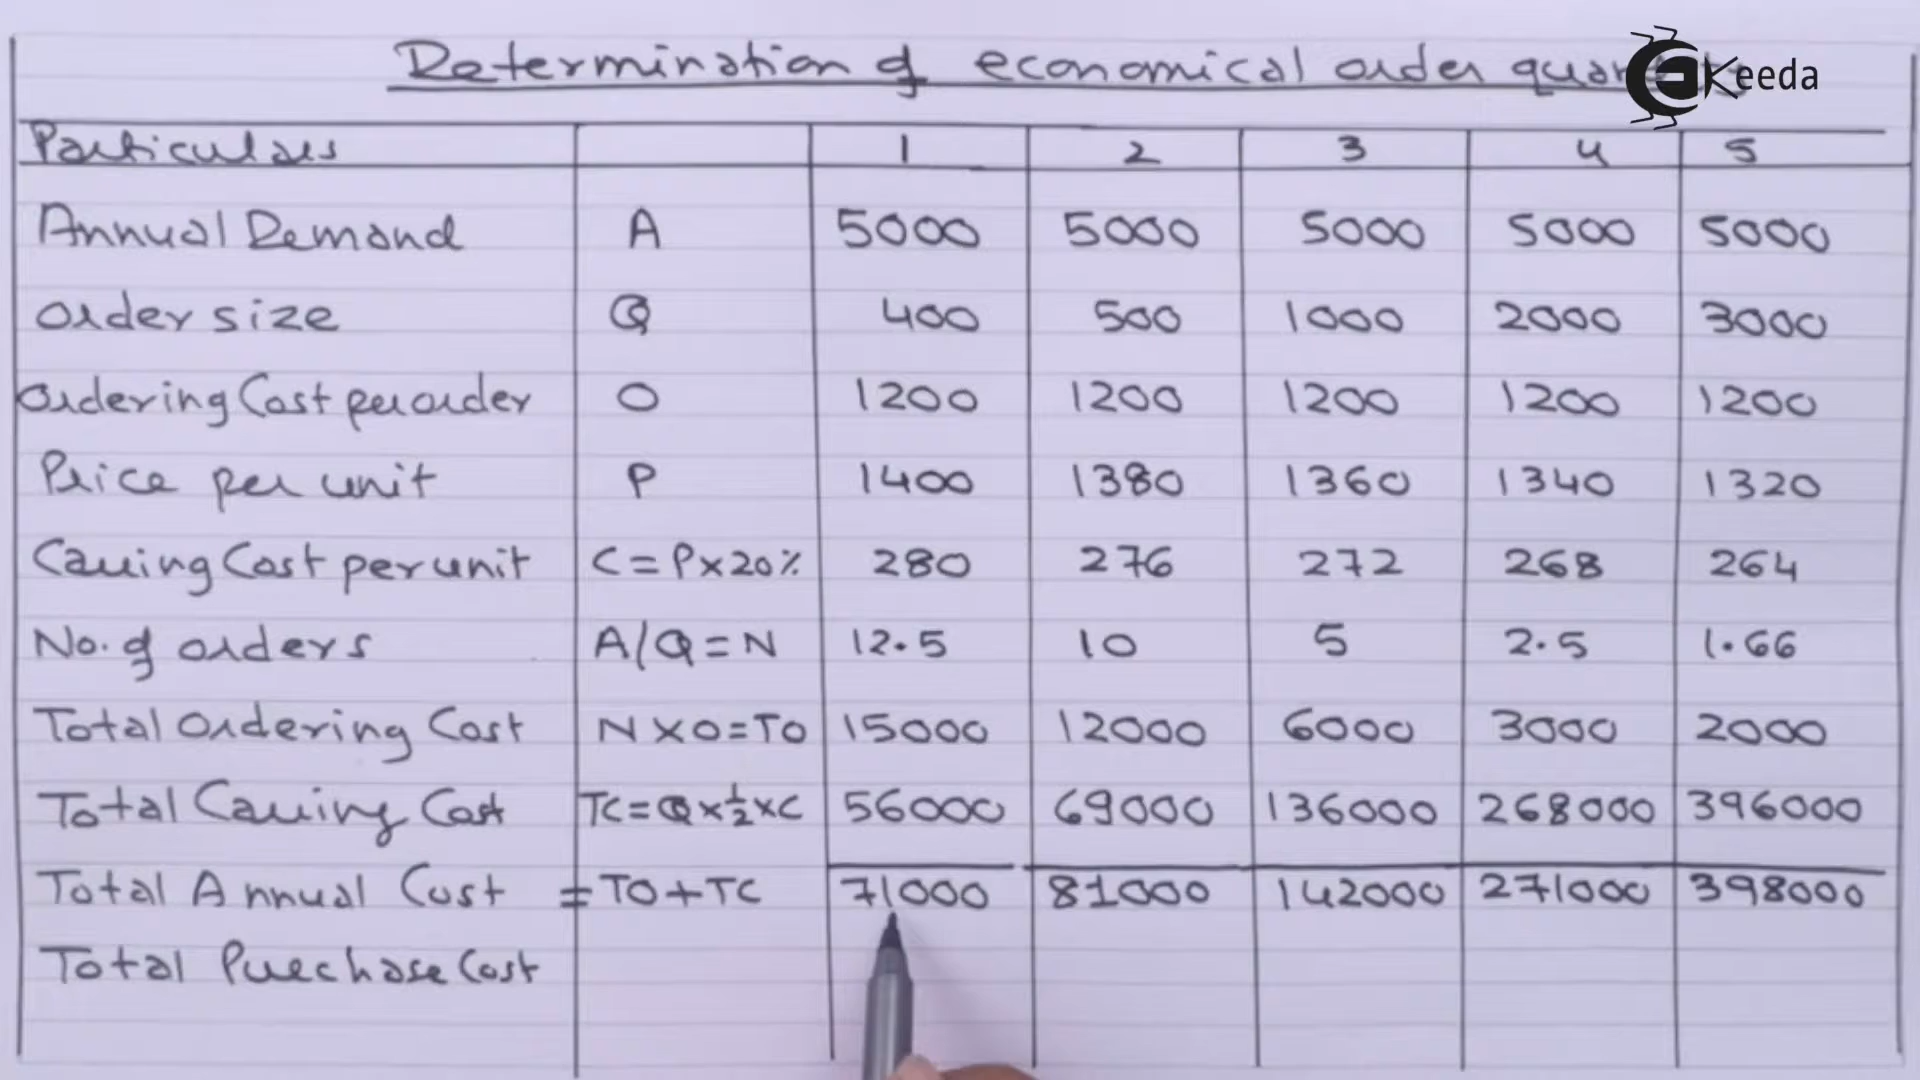 Determination of economical order quantity
Keeda
Particulars 1 2 3 4 5
Annual Demand A 5000 5000 5000 5000 5000
Order size Q 400 500 1000 2000 3000
Ordering Cost per order O 1200 1200 1200 1200 1200
Price per unit P 1400 1380 1360 1340 1320
Carring Cost per unit C = P x 20% 280 276 272 268 264
No. of orders A/Q = N 12.5 10 5 2.5 1.66
Total Ordering Cost N x O = TO 15000 12000 6000 3000 2000
Total Carring Cost TC = Q x ½ x C 56000 69000 136000 268000 396000
Total Annual Cost = TO + TC 71000 81000 142000 271000 398000
Total Purchase Cost